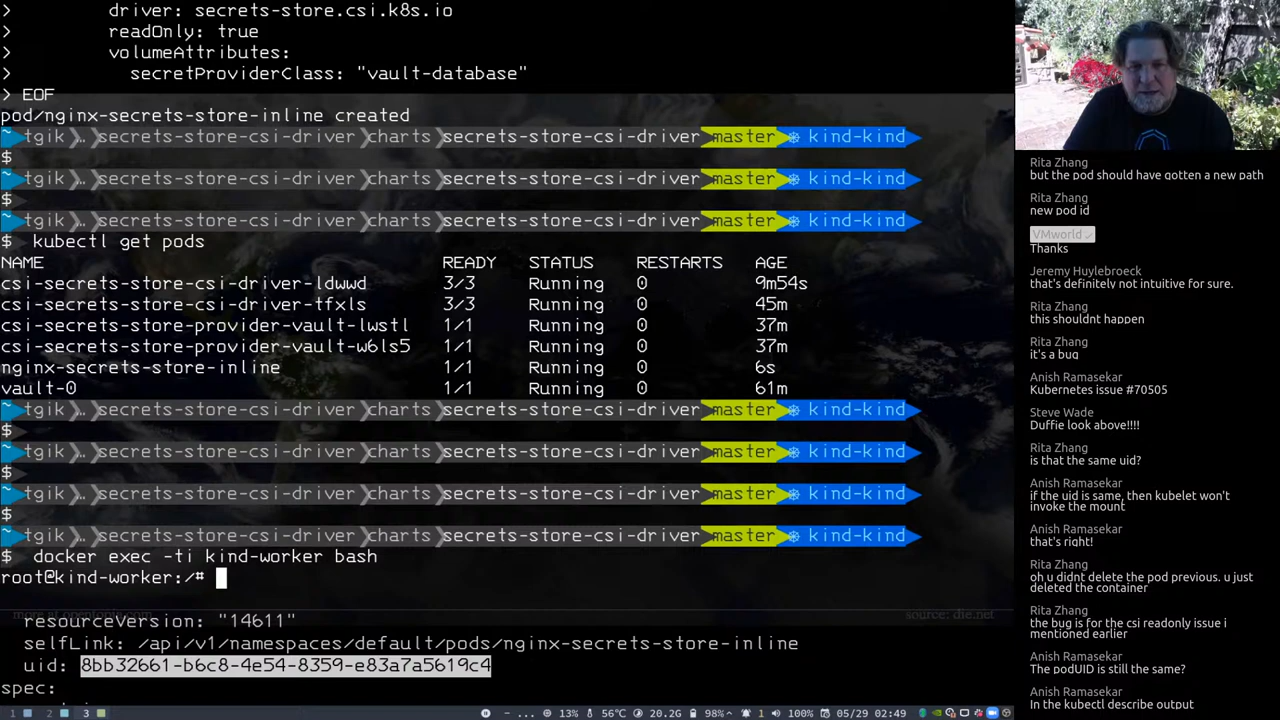 >       driver: secrets-store.csi.k8s.io
>       readOnly: true
>       volumeAttributes:
>         secretProviderClass: "vault-database"
> EOF
pod/nginx-secrets-store-inline created
~ tgik … secrets-store-csi-driver charts secrets-store-csi-driver master ⎈ kind-kind
$
~ tgik … secrets-store-csi-driver charts secrets-store-csi-driver master ⎈ kind-kind
$
~ tgik … secrets-store-csi-driver charts secrets-store-csi-driver master ⎈ kind-kind
$ kubectl get pods
NAME READY STATUS RESTARTS AGE
csi-secrets-store-csi-driver-ldwwd 3/3 Running 0 9m54s
csi-secrets-store-csi-driver-tfxls 3/3 Running 0 45m
csi-secrets-store-provider-vault-lwstl 1/1 Running 0 37m
csi-secrets-store-provider-vault-w6ls5 1/1 Running 0 37m
nginx-secrets-store-inline 1/1 Running 0 6s
vault-0 1/1 Running 0 61m
~ tgik … secrets-store-csi-driver charts secrets-store-csi-driver master ⎈ kind-kind
$
~ tgik … secrets-store-csi-driver charts secrets-store-csi-driver master ⎈ kind-kind
$
~ tgik … secrets-store-csi-driver charts secrets-store-csi-driver master ⎈ kind-kind
$
~ tgik … secrets-store-csi-driver charts secrets-store-csi-driver master ⎈ kind-kind
$ docker exec -ti kind-worker bash
root@kind-worker:/#
more at opentopia.com source: die.net
resourceVersion: "14611"
selfLink: /api/v1/namespaces/default/pods/nginx-secrets-store-inline
uid: 8bb32661-b6c8-4e54-8359-e83a7a5619c4
spec:
1 2 3 - ... 13% 56°C 20.2G 98% 1 100% 05/29 02:49
Rita Zhang
but the pod should have gotten a new path
Rita Zhang
new pod id
VMworld ✓
Thanks
Jeremy Huylebroeck
that's definitely not intuitive for sure.
Rita Zhang
this shouldnt happen
Rita Zhang
it's a bug
Anish Ramasekar
Kubernetes issue #70505
Steve Wade
Duffie look above!!!!
Rita Zhang
is that the same uid?
Anish Ramasekar
if the uid is same, then kubelet won't
invoke the mount
Anish Ramasekar
that's right!
Rita Zhang
oh u didnt delete the pod previous. u just
deleted the container
Rita Zhang
the bug is for the csi readonly issue i
mentioned earlier
Anish Ramasekar
The podUID is still the same?
Anish Ramasekar
In the kubectl describe output